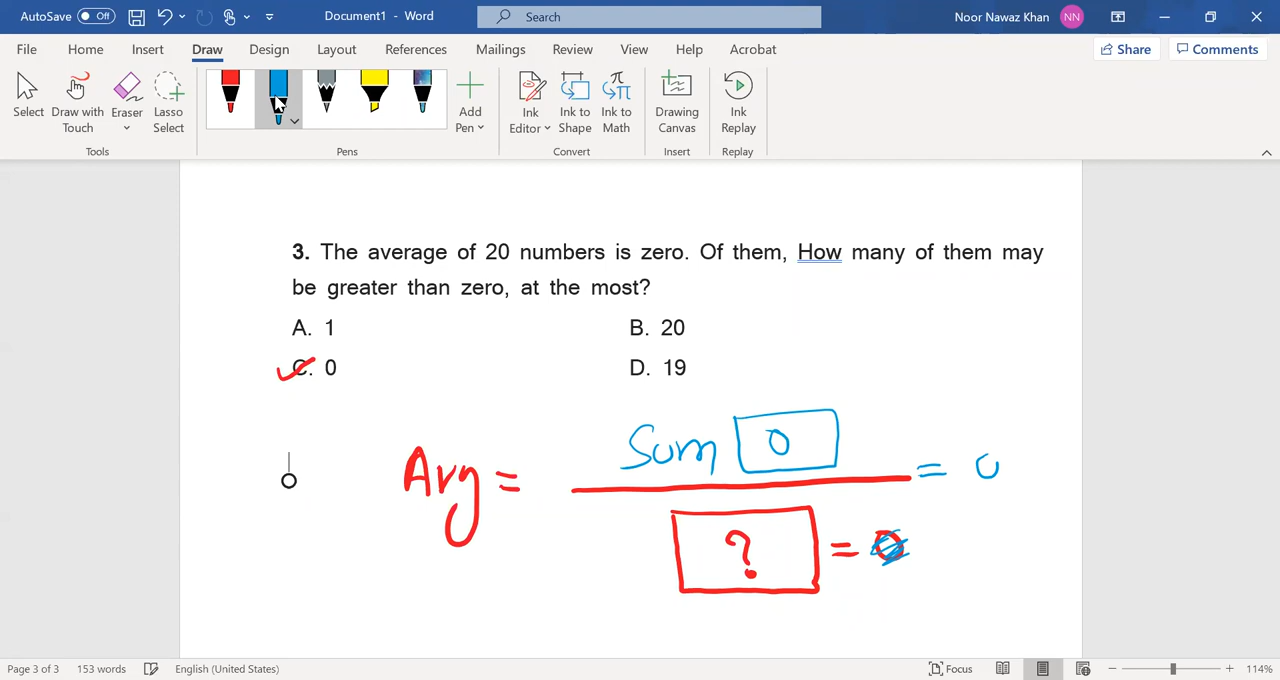 AutoSave Off Document1 - Word Search Noor Nawaz Khan NN
File Home Insert Draw Design Layout References Mailings Review View Help Acrobat Share Comments
Select Draw with Touch Eraser Lasso Select Add Pen Ink Editor Ink to Shape Ink to Math Drawing Canvas Ink Replay
Tools Pens Convert Insert Replay
3. The average of 20 numbers is zero. Of them, How many of them may
be greater than zero, at the most?
A. 1 B. 20
C. 0 D. 19
Sum 0
Avg = = 0
? = 0
Page 3 of 3 153 words English (United States) Focus 114%